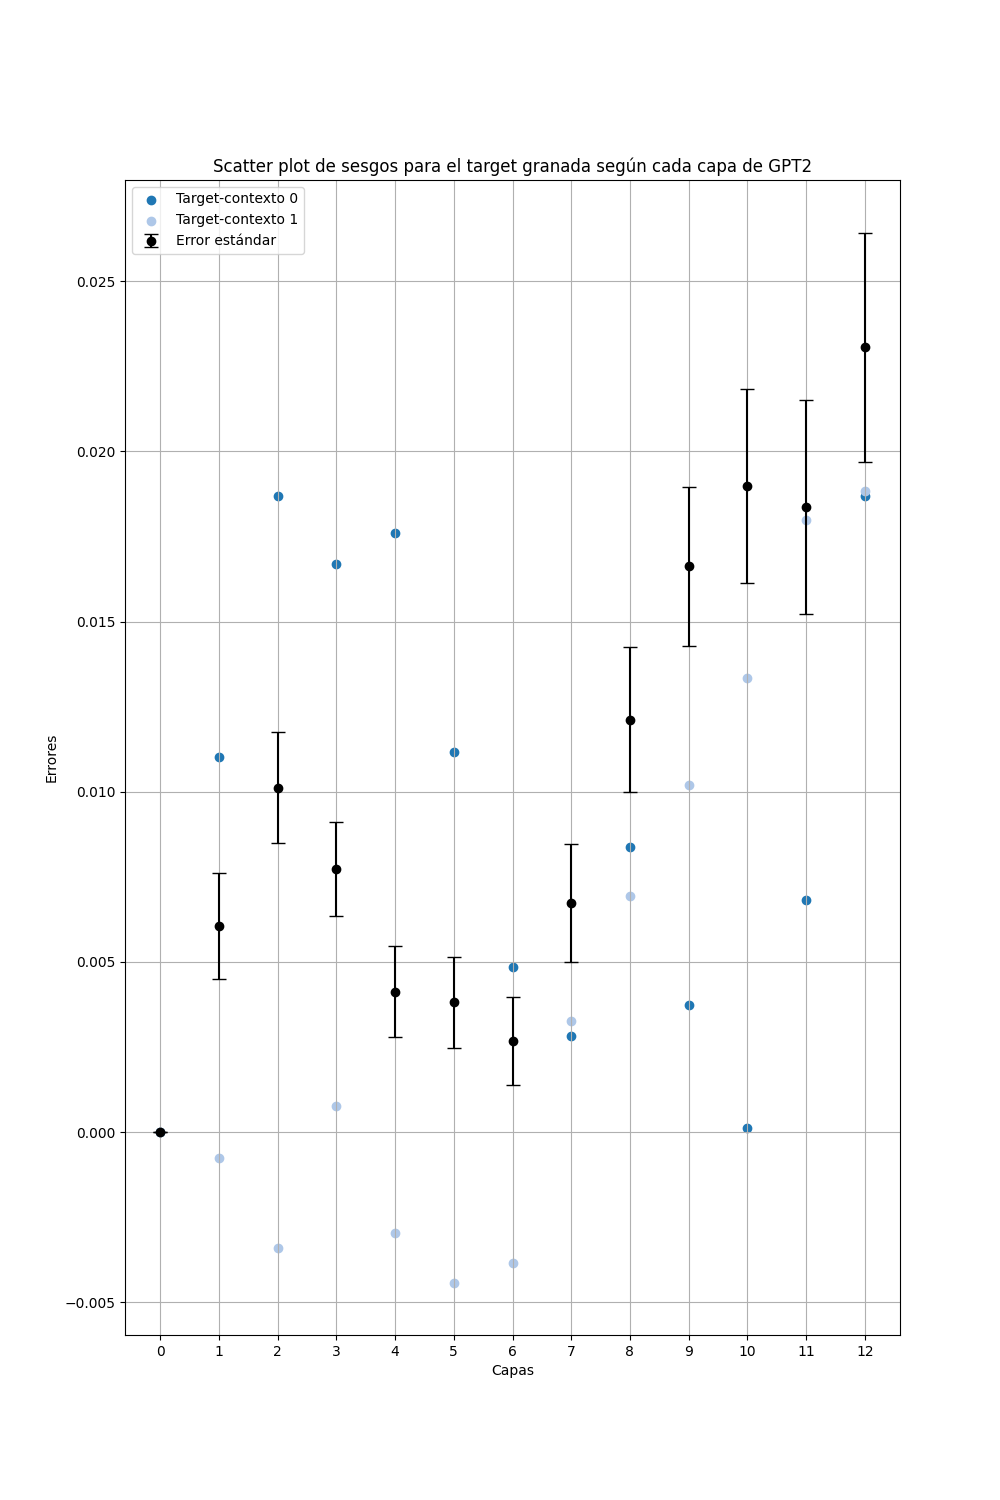 Scatter plot de sesgos para el target granada según cada capa de GPT2
Target-contexto 0
Target-contexto 1
Error estándar
0.025
0.020
0.015
0.010
0.005
0.000
−0.005
Errores
0 1 2 3 4 5 6 7 8 9 10 11 12
Capas